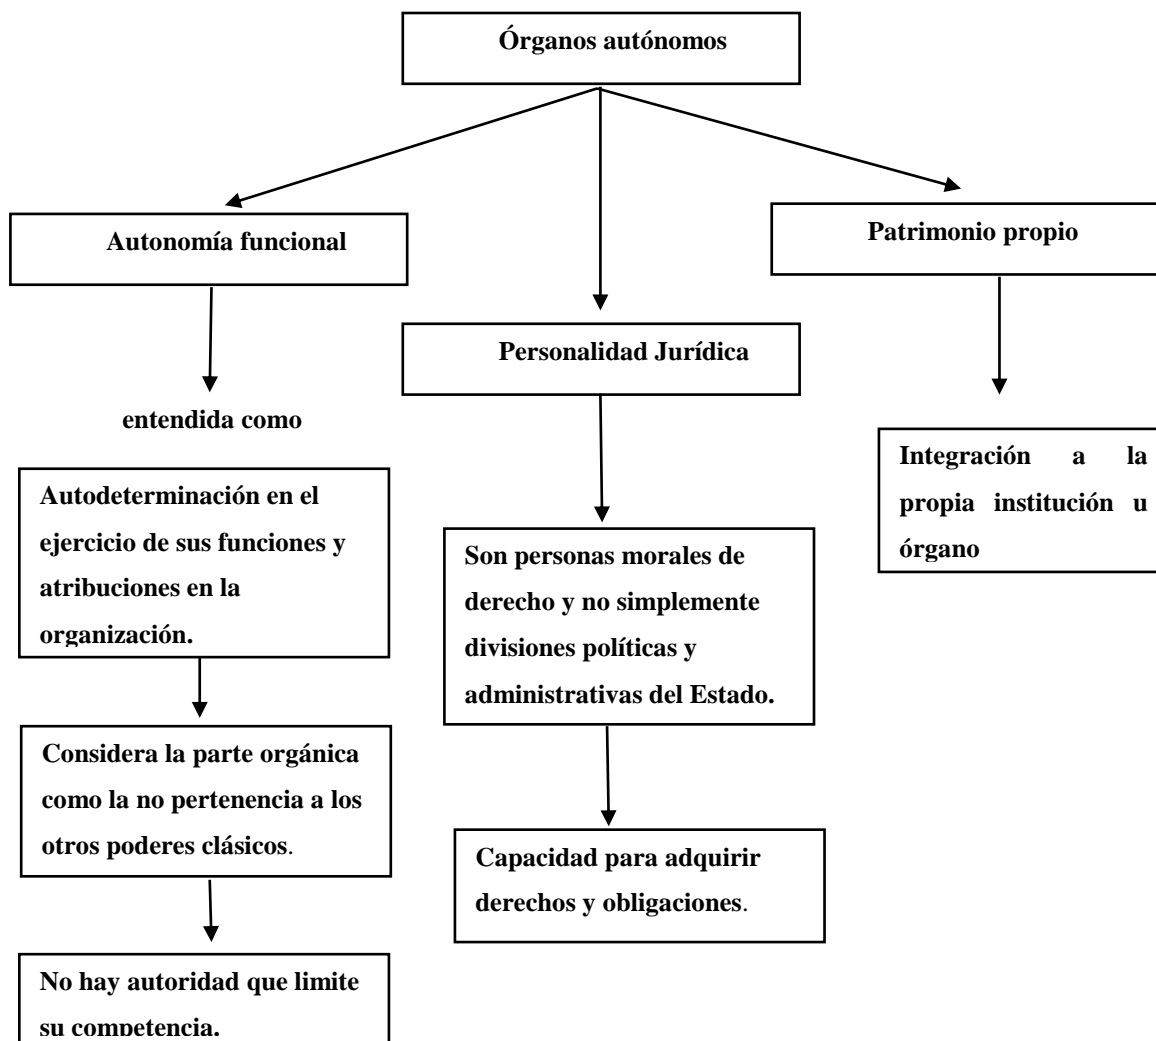 Órganos autónomos
Autonomía funcional
Patrimonio propio
Personalidad Jurídica
entendida como
Autodeterminación en el
ejercicio de sus funciones y
atribuciones en la
organización.
Considera la parte orgánica
como la no pertenencia a los
otros poderes clásicos.
No hay autoridad que limite
su competencia.
Son personas morales de
derecho y no simplemente
divisiones políticas y
administrativas del Estado.
Capacidad para adquirir
derechos y obligaciones.
Integración a la
propia institución u
órgano